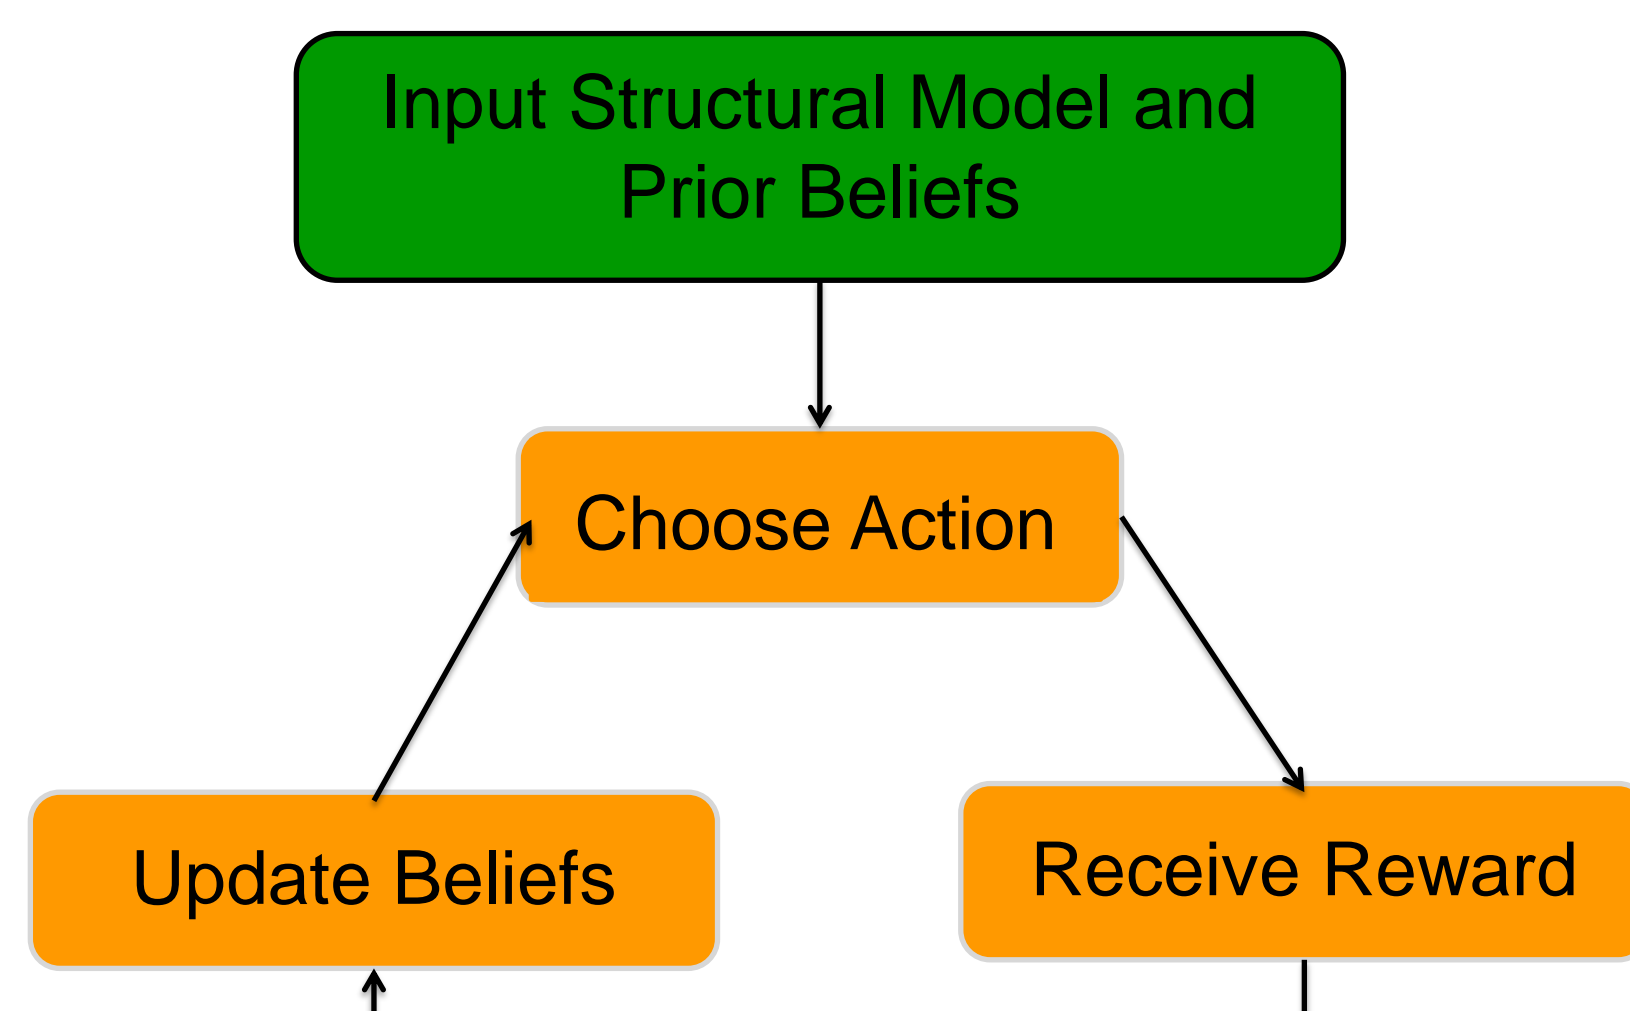 Input Structural Model and
Prior Beliefs
Choose Action
Update Beliefs
Receive Reward